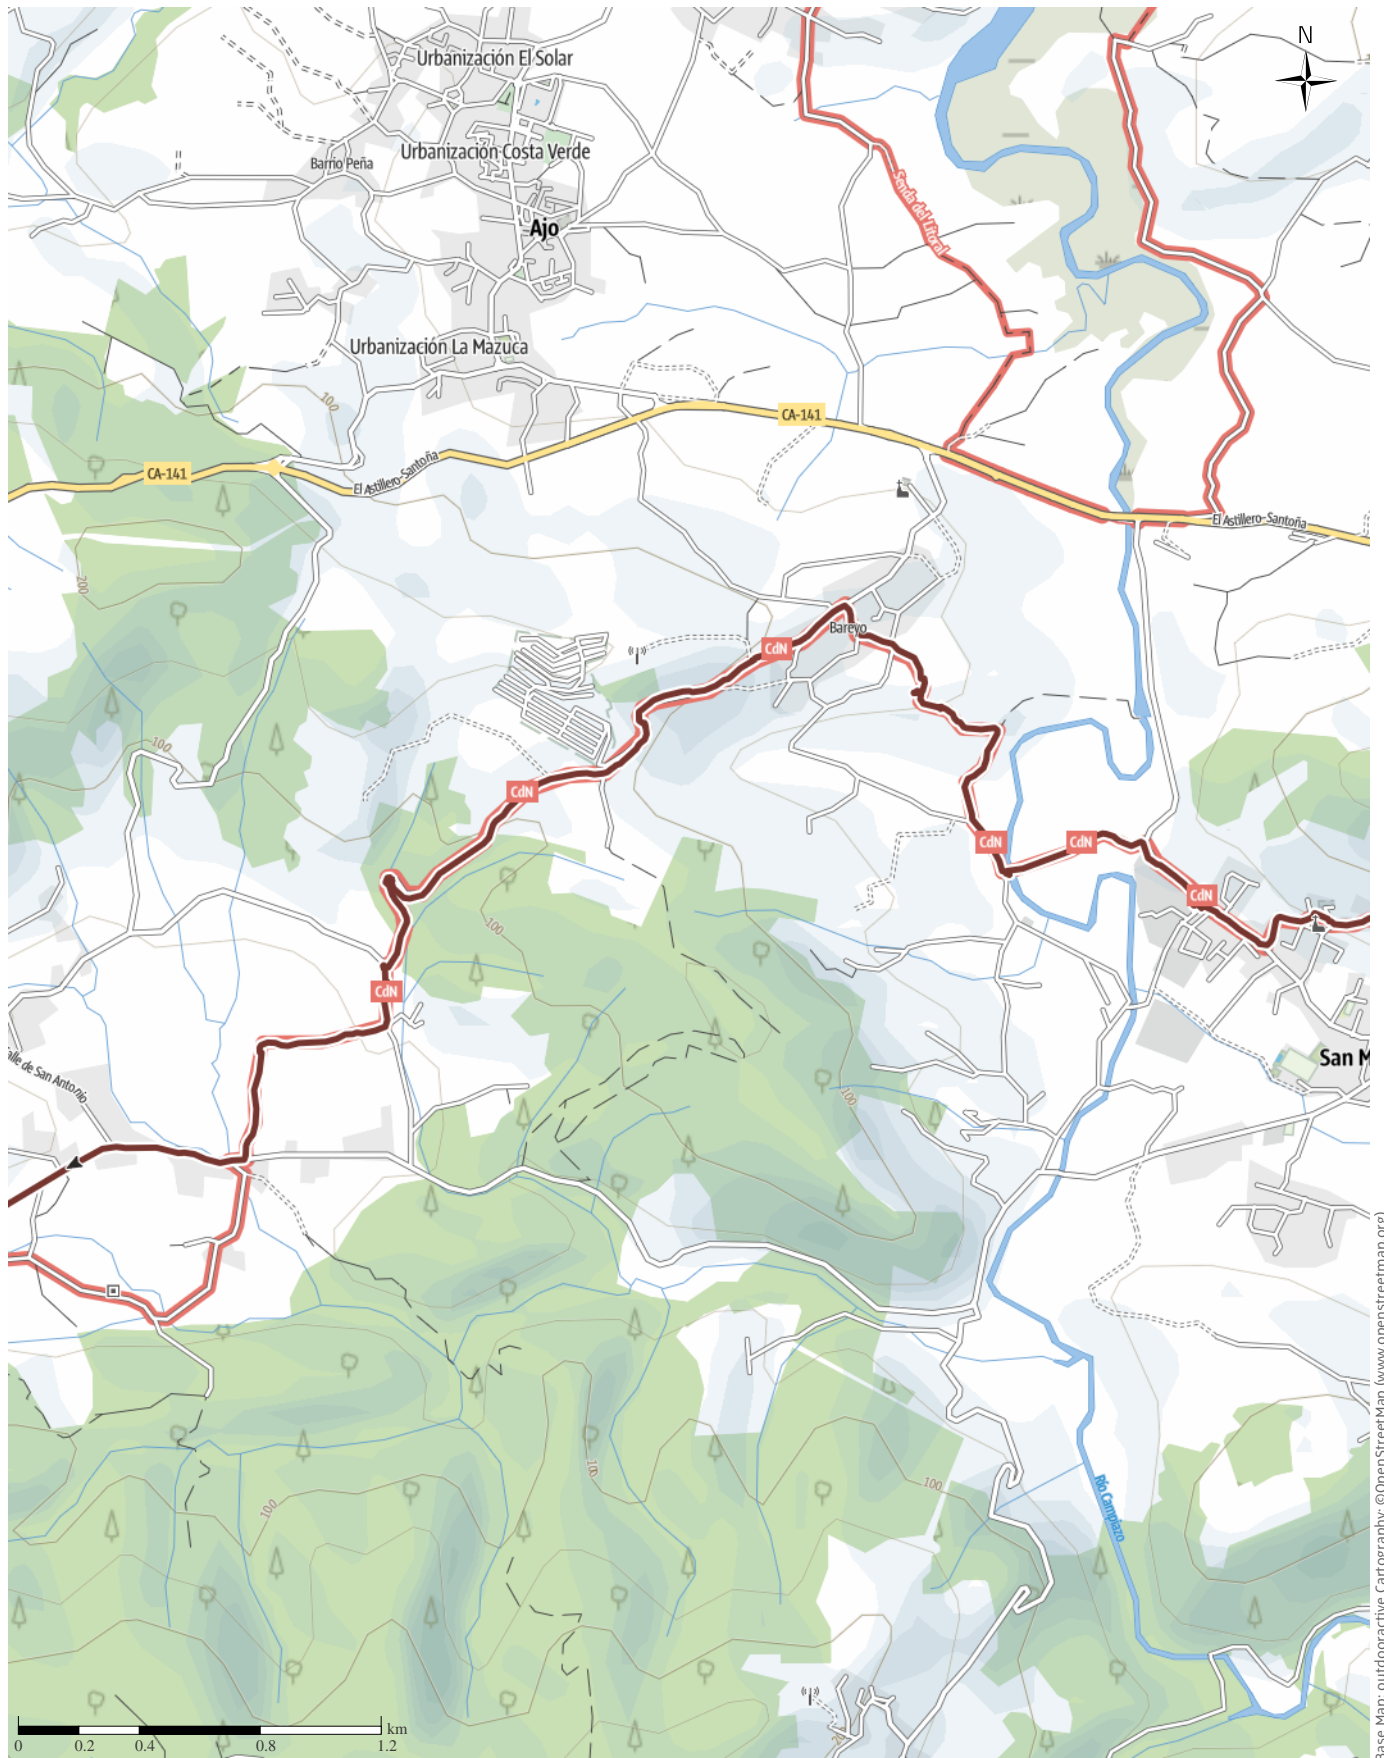 N
Urbanización El Solar
Urbanización Costa Verde
Barrio Peña
Ajo
Senda del Litoral
Urbanización La Mazuca
100
CA-141
CA-141
El Astillero-Santoña
El Astillero-Santoña
200
Bareyo
CdN
100
CdN
CdN
CdN
CdN
100
CdN
San M
alle de San Antonio
100
100
100
100
Río Campiazo
km
0
0.2
0.4
0.8
1.2
Base Map: outdooractive Cartography; ©OpenStreetMap (www.openstreetmap.org)